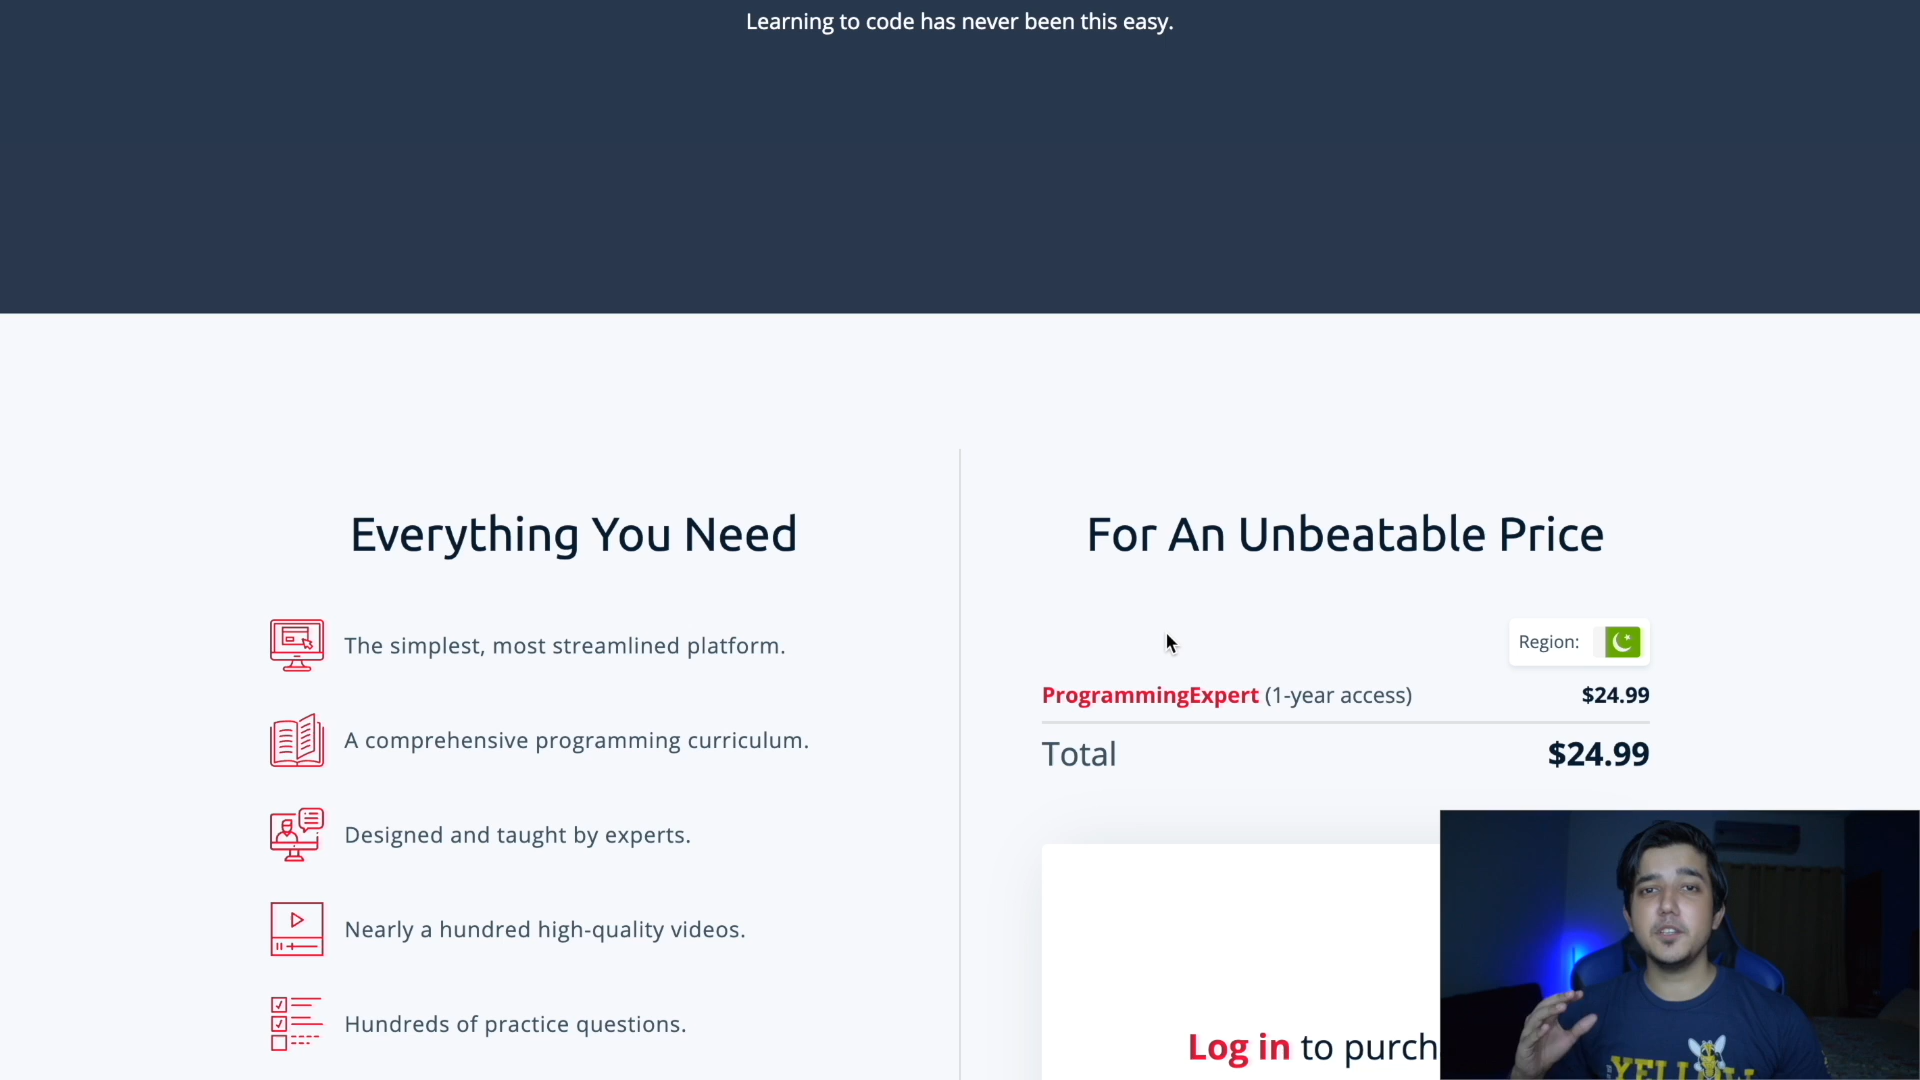 Learning to code has never been this easy.
Everything You Need
The simplest, most streamlined platform.
A comprehensive programming curriculum.
Designed and taught by experts.
Nearly a hundred high-quality videos.
Hundreds of practice questions.
For An Unbeatable Price
Region:
ProgrammingExpert (1-year access) $24.99
Total $24.99
Log in to purch